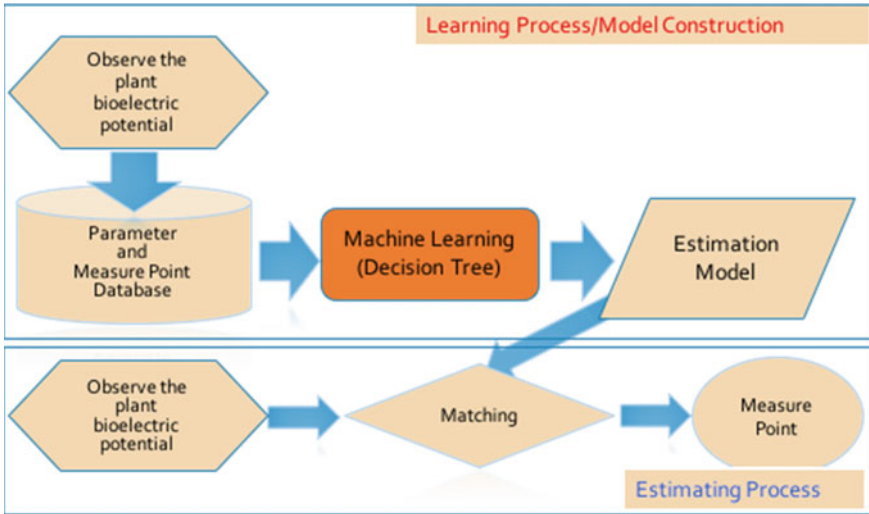 Learning Process/Model Construction
Observe the
plant
bioelectric
potential
Parameter
and
Measure Point
Database
Machine Learning
(Decision Tree)
Estimation
Model
Observe the
plant
bioelectric
potential
Matching
Measure
Point
Estimating Process